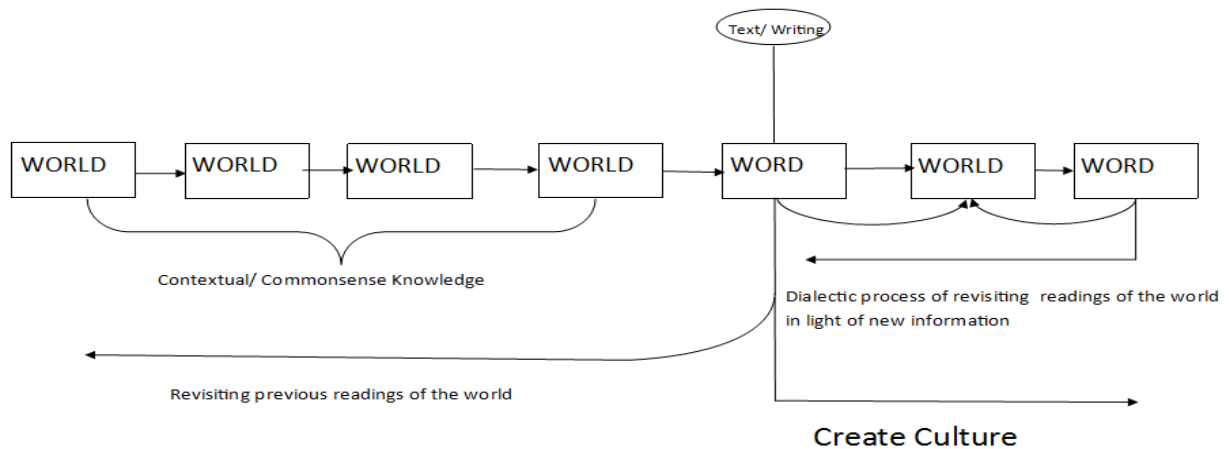 Text/ Writing
WORLD
WORLD
WORLD
WORLD
WORD
WORLD
WORD
Contextual/ Commonsense Knowledge
Dialectic process of revisiting readings of the world
in light of new information
Revisiting previous readings of the world
Create Culture